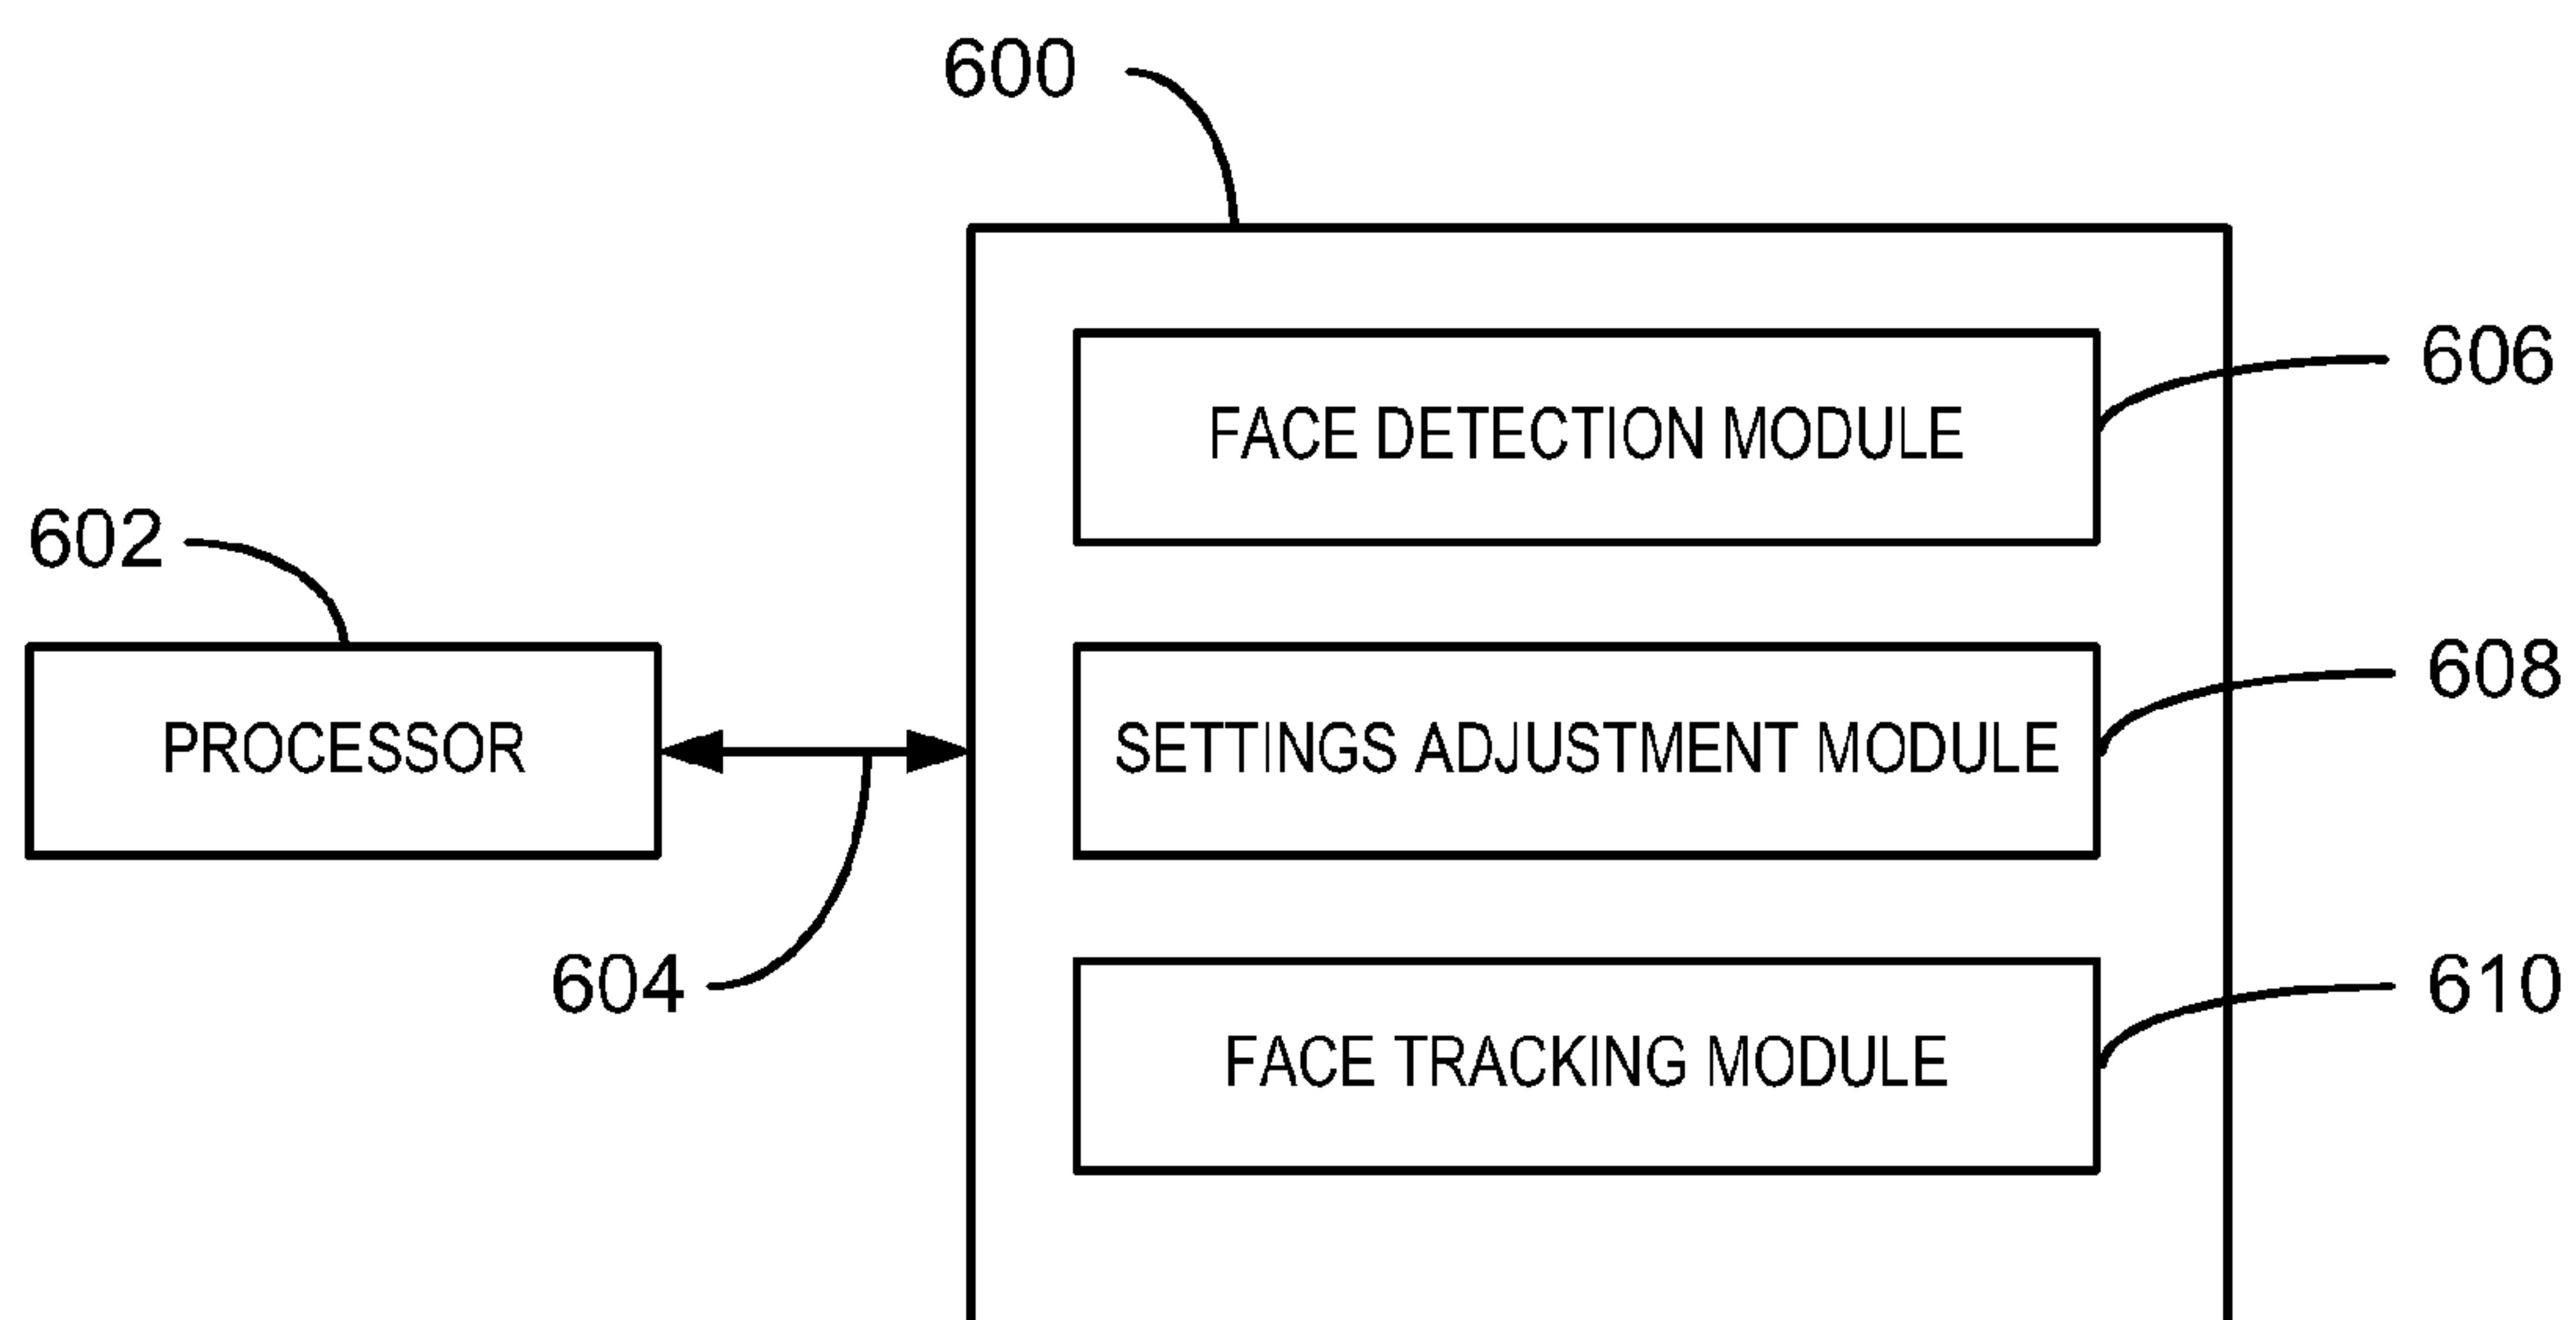 600
606
FACE DETECTION MODULE
602
608
PROCESSOR
SETTINGS ADJUSTMENT MODULE
604
610
FACE TRACKING MODULE